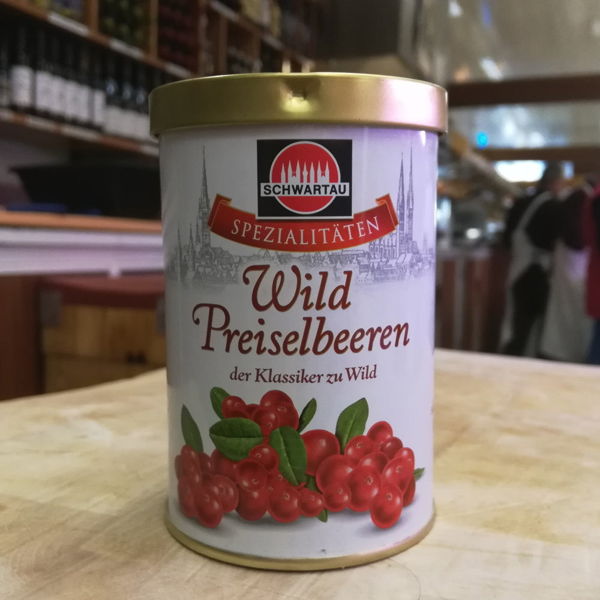 SCHWARTAU
SPEZIALITÄTEN
Wild
Preiselbeeren
der Klassiker zu Wild